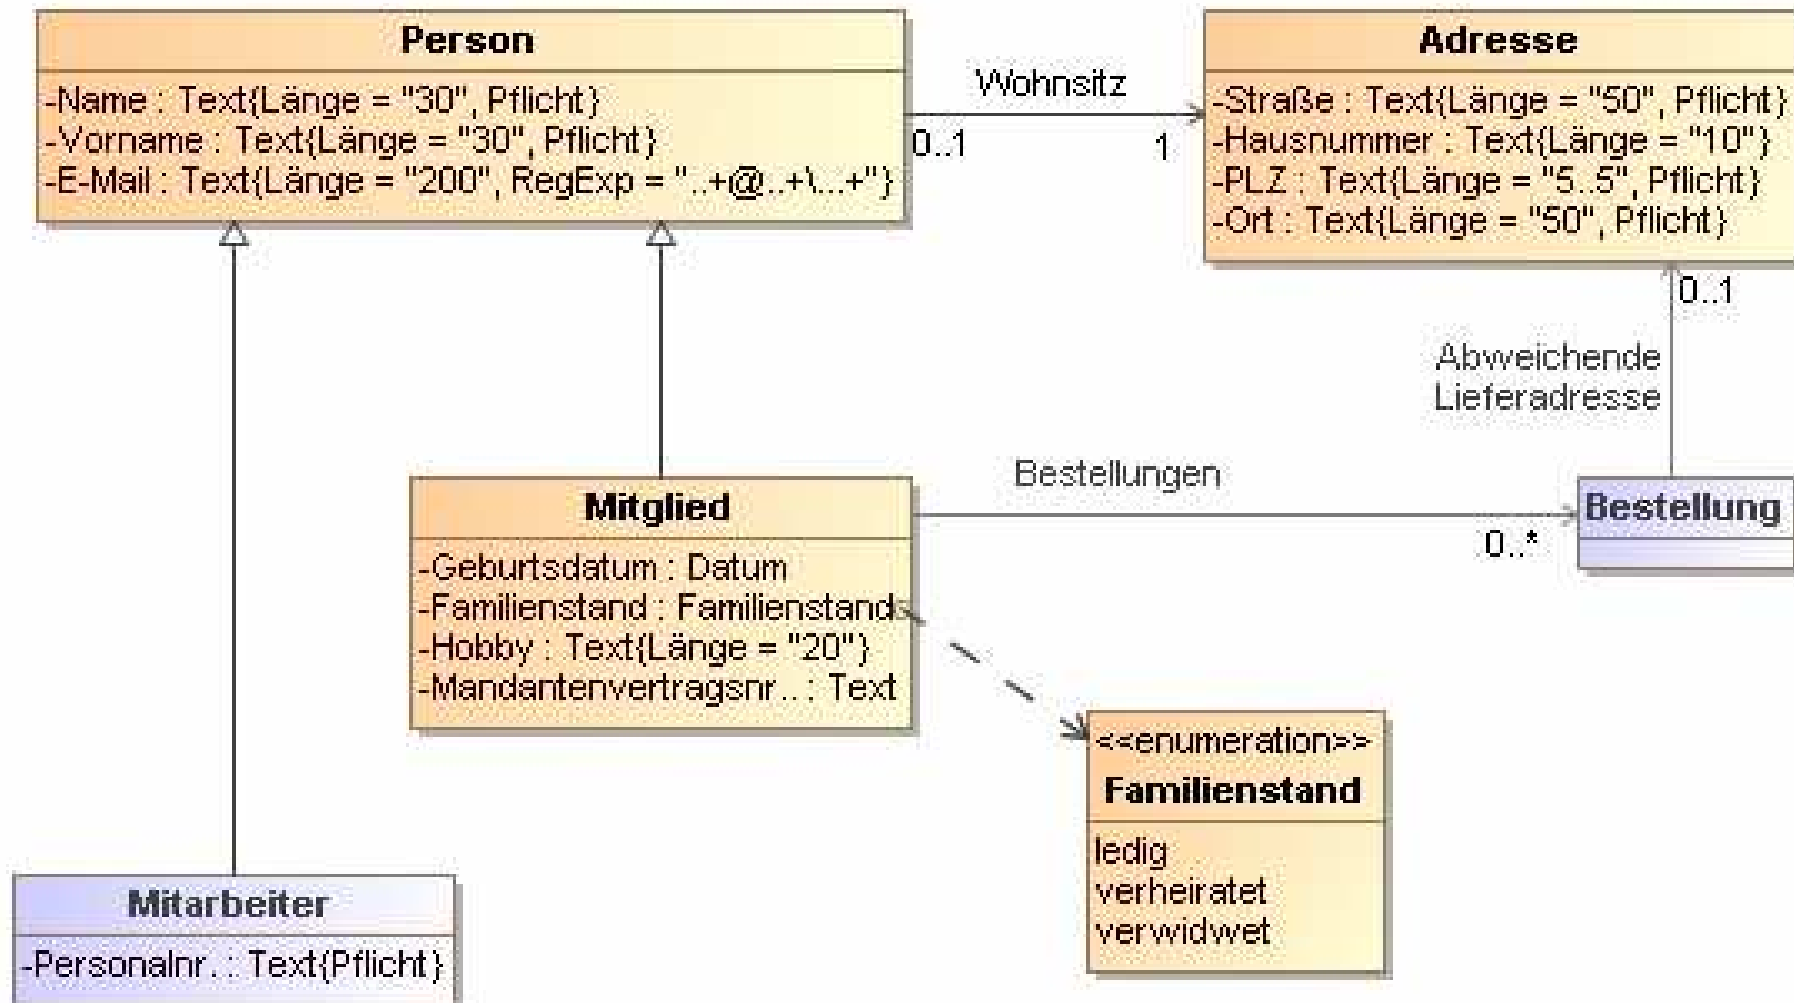 Person
-Name : Text{Länge = "30", Pflicht}
-Vorname : Text{Länge = "30", Pflicht}
-E-Mail : Text{Länge = "200", RegExp = "..+@..+\...+"}
Wohnsitz
0..1
1
Adresse
-Straße : Text{Länge = "50", Pflicht}
-Hausnummer : Text{Länge = "10"}
-PLZ : Text{Länge = "5..5", Pflicht}
-Ort : Text{Länge = "50", Pflicht}
0..1
Abweichende
Lieferadresse
Bestellungen
0..*
Bestellung
Mitglied
-Geburtsdatum : Datum
-Familienstand : Familienstand
-Hobby : Text{Länge = "20"}
-Mandantenvertragsnr.. : Text
<<enumeration>>
Familienstand
ledig
verheiratet
verwidwet
Mitarbeiter
-Personalnr. : Text{Pflicht}